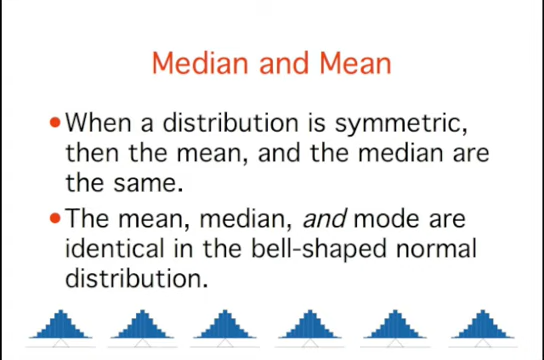 Median and Mean
•When a distribution is symmetric,
then the mean, and the median are
the same.
•The mean, median, and mode are
identical in the bell-shaped normal
distribution.